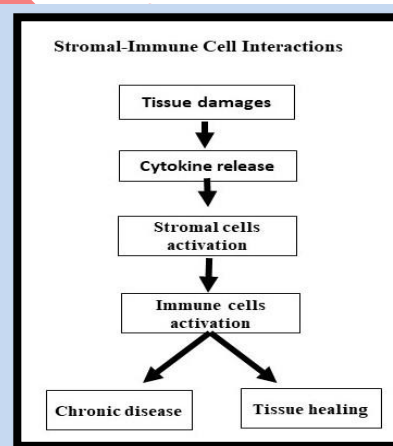 Stromal-Immune Cell Interactions
Tissue damages
Cytokine release
Stromal cells
activation
Immune cells
activation
Chronic disease
Tissue healing